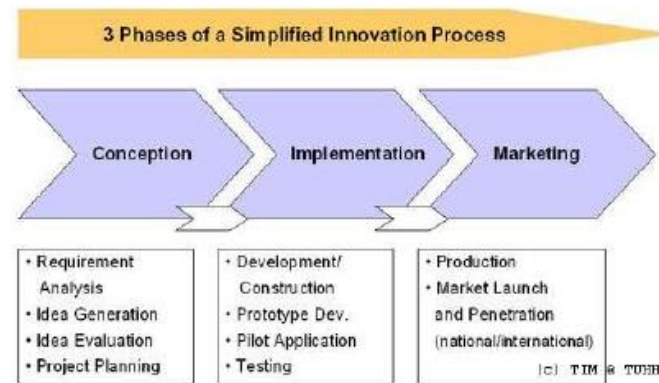 3 Phases of a Simplified Innovation Process
Conception
Implementation
Marketing
• Requirement
Analysis
• Idea Generation
• Idea Evaluation
• Project Planning
• Development/
Construction
• Prototype Dev.
• Pilot Application
• Testing
• Production
• Market Launch
and Penetration
(national/international)
(c) TIM @ TUHH